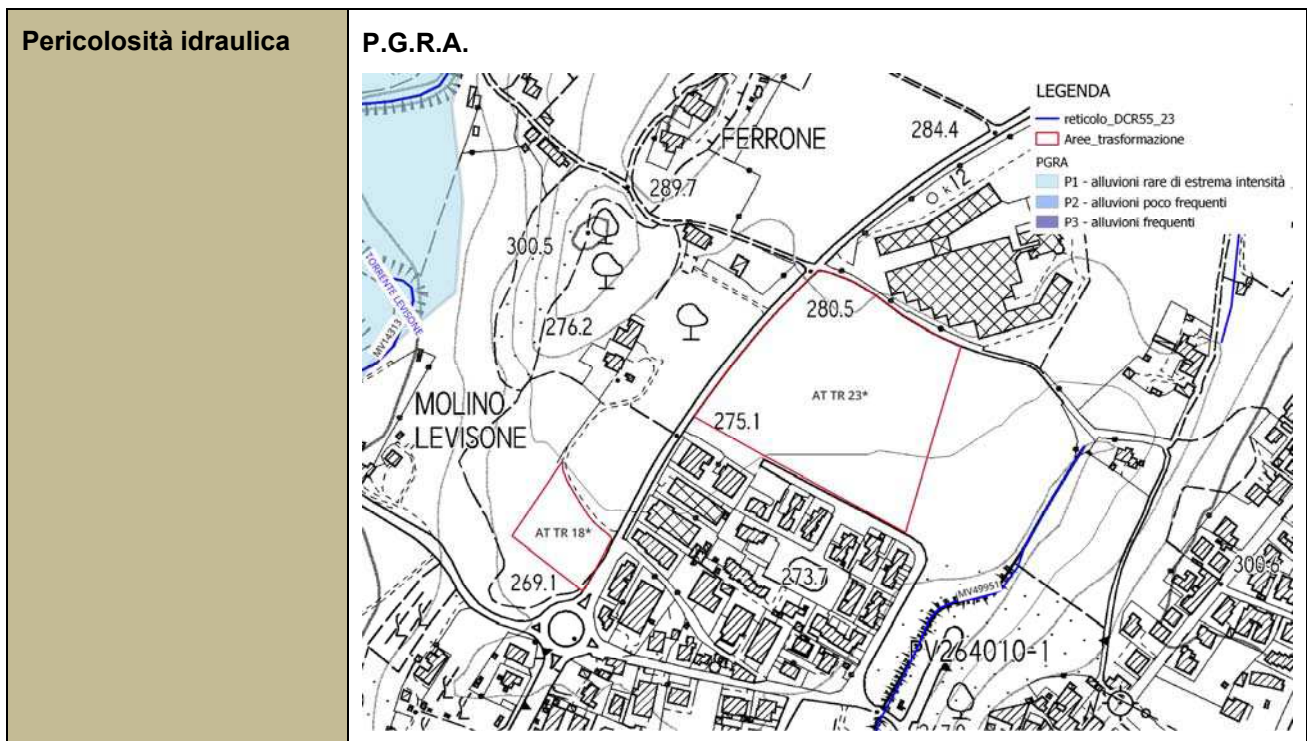 Pericolosità idraulica
P.G.R.A.
LEGENDA
reticolo_DCR55_23
Aree_trasformazione
PGRA
P1 - alluvioni rare di estrema intensità
P2 - alluvioni poco frequenti
P3 - alluvioni frequenti
FERRONE
284.4
289.7
k12
300.5
TORRENTE LEVISONE
MV14313
276.2
280.5
MOLINO
LEVISONE
275.1
AT TR 23*
AT TR 18*
269.1
273.7
300.6
MV49951
PV264010-1